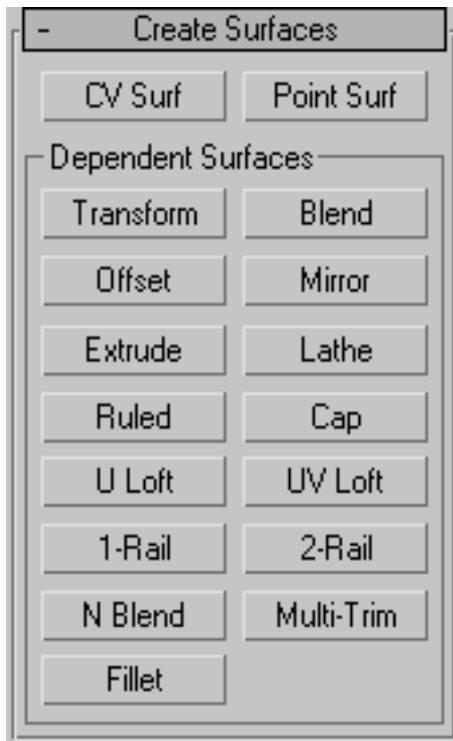 - Create Surfaces
CV Surf Point Surf
Dependent Surfaces
Transform Blend
Offset Mirror
Extrude Lathe
Ruled Cap
U Loft UV Loft
1-Rail 2-Rail
N Blend Multi-Trim
Fillet